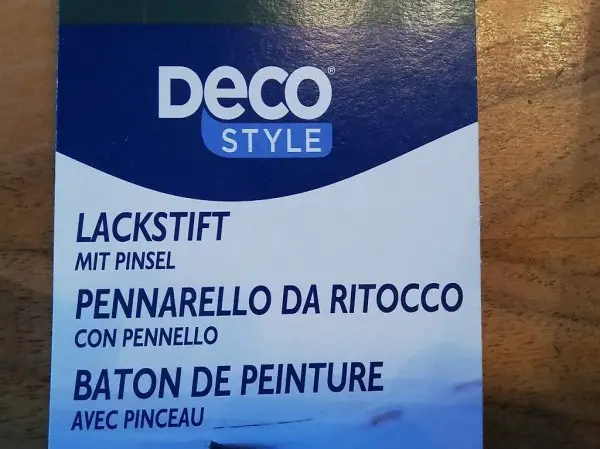 Deco®
STYLE
LACKSTIFT
MIT PINSEL
PENNARELLO DA RITOCCO
CON PENNELLO
BATON DE PEINTURE
AVEC PINCEAU